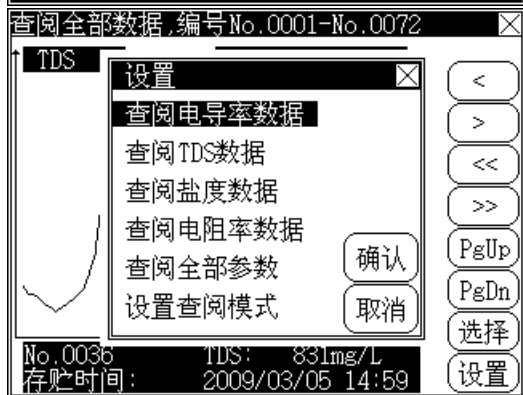 查阅全部数据,编号No.0001-No.0072
TDS
设置
查阅电导率数据
查阅TDS数据
查阅盐度数据
查阅电阻率数据
查阅全部参数
设置查阅模式
确认
取消
<
>
<<
>>
PgUp
PgDn
选择
设置
No.0036 TDS: 831mg/L
存贮时间: 2009/03/05 14:59